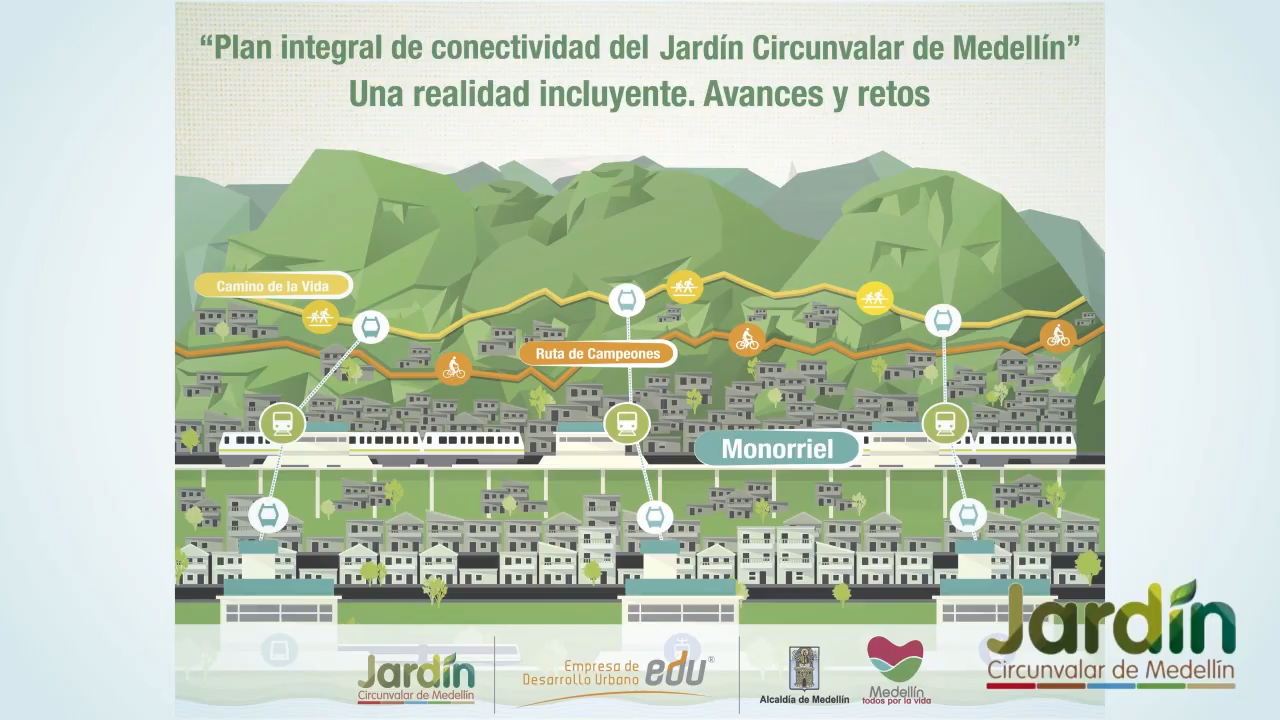 “Plan integral de conectividad del Jardín Circunvalar de Medellín”
Una realidad incluyente. Avances y retos
Camino de la Vida
Ruta de Campeones
Monorriel
Jardín
Circunvalar de Medellín
Empresa de
Desarrollo Urbano
edu®
Alcaldía de Medellín
Medellín
todos por la vida
Jardín
Circunvalar de Medellín